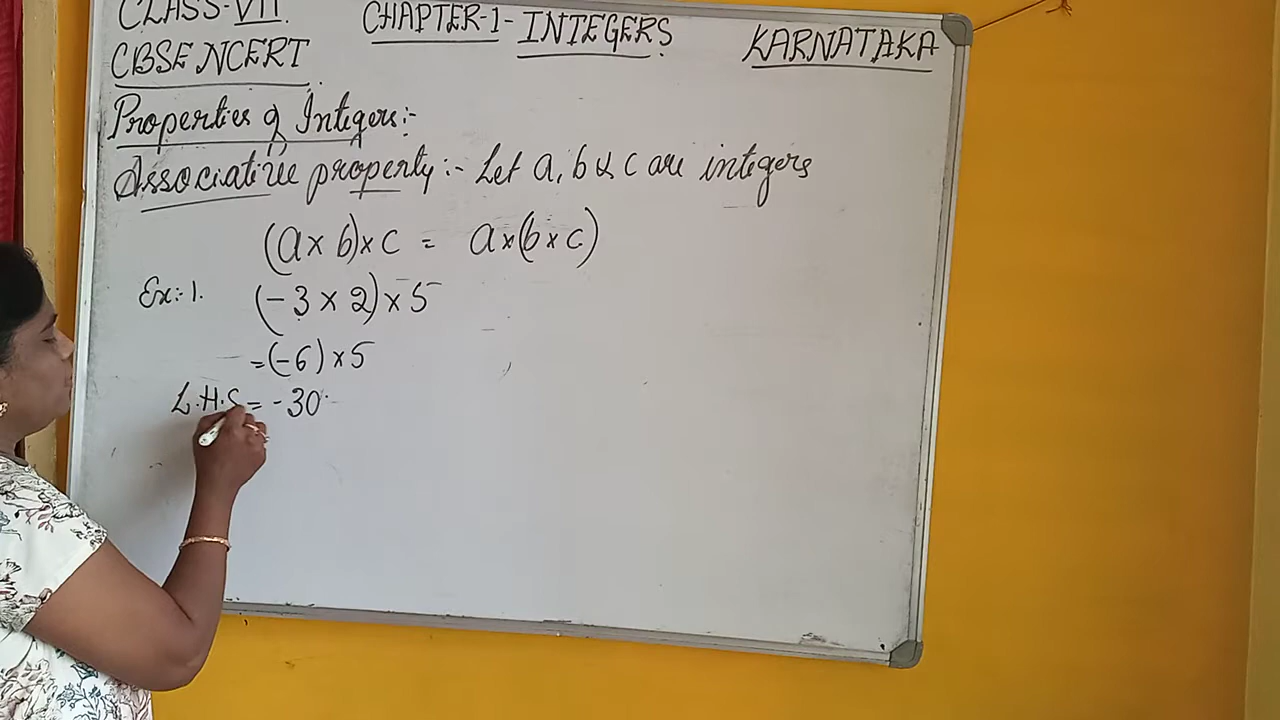 CLASS-VII.
CHAPTER-1- INTEGERS
KARNATAKA
CBSE NCERT
Properties of Integers:-
Associative property:- Let a, b & c are integers
(a × b) × c = a × (b × c)
Ex:-1. (-3 × 2) × 5
= (-6) × 5
L.H.S = -30